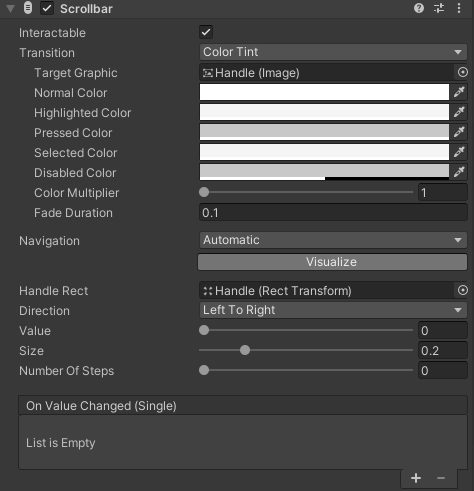 Scrollbar
Interactable
Transition Color Tint
Target Graphic Handle (Image)
Normal Color
Highlighted Color
Pressed Color
Selected Color
Disabled Color
Color Multiplier 1
Fade Duration 0.1
Navigation Automatic
Visualize
Handle Rect Handle (Rect Transform)
Direction Left To Right
Value 0
Size 0.2
Number Of Steps 0
On Value Changed (Single)
List is Empty